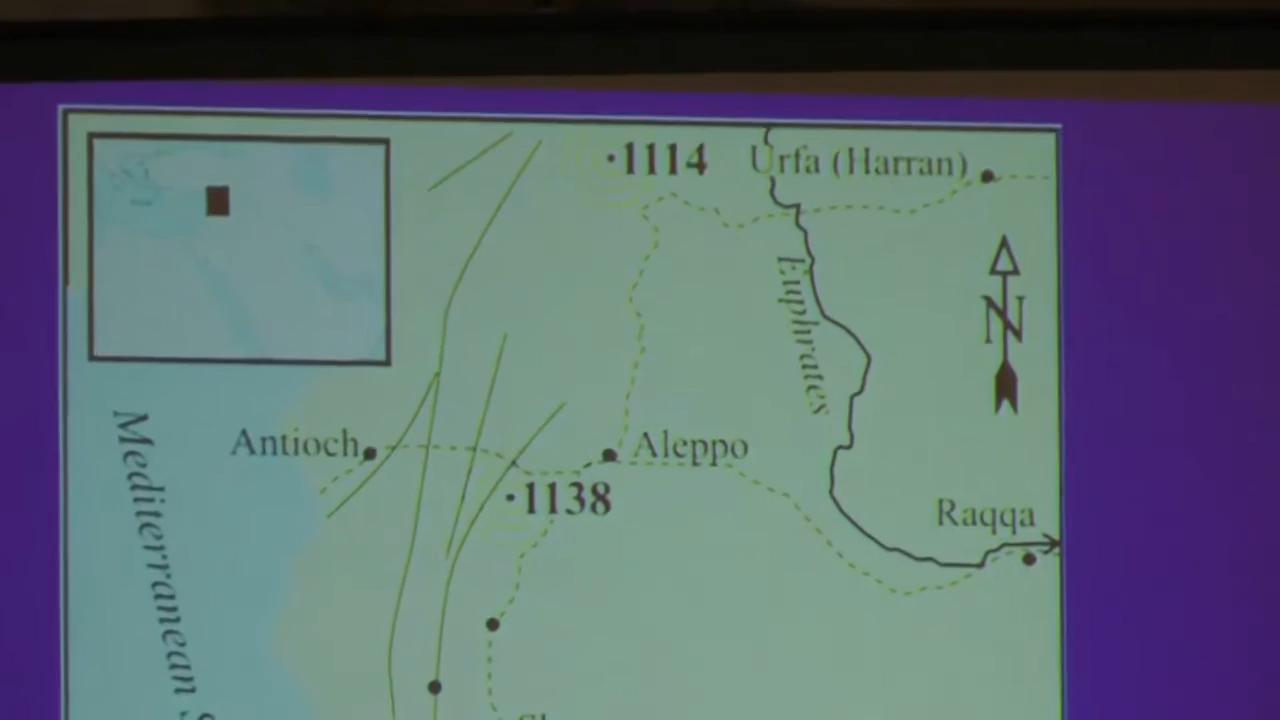 ·1114
Urfa (Harran)
Euphrates
N
Mediterranean
Antioch
Aleppo
·1138
Raqqa